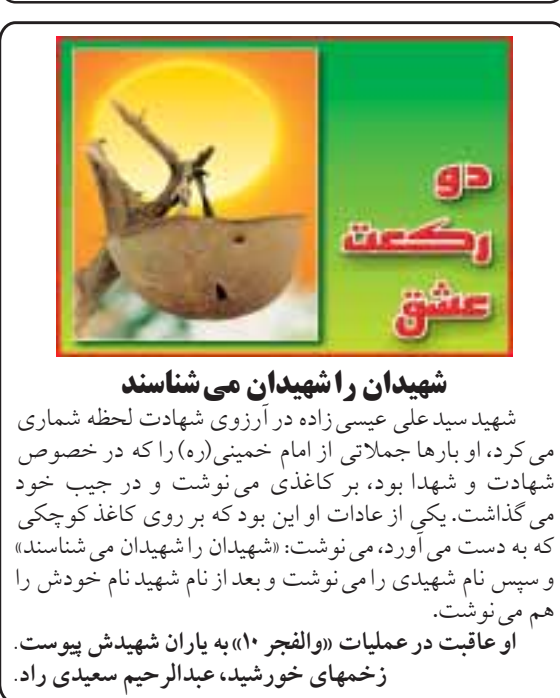 دو
رکعت
عشق
شهیدان را شهیدان می‌شناسند
شهید سید علی عیسی‌زاده در آرزوی شهادت لحظه شماری
می‌کرد، او بارها جملاتی از امام خمینی(ره) را که در خصوص
شهادت و شهدا بود، بر کاغذی می‌نوشت و در جیب خود
می‌گذاشت. یکی از عادات او این بود که بر روی کاغذ کوچکی
که به دست می‌آورد، می‌نوشت: «شهیدان را شهیدان می‌شناسند»
و سپس نام شهیدی را می‌نوشت و بعد از نام شهید نام خودش را
هم می‌نوشت.
او عاقبت در عملیات «والفجر ۱۰» به یاران شهیدش پیوست.
زخمهای خورشید، عبدالرحیم سعیدی راد.